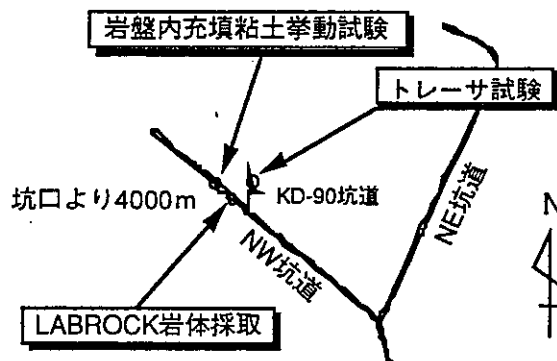 岩盤内充填粘土挙動試験
トレーサ試験
坑口より4000m
KD-90坑道
NW坑道
NE坑道
N
LABROCK岩体採取